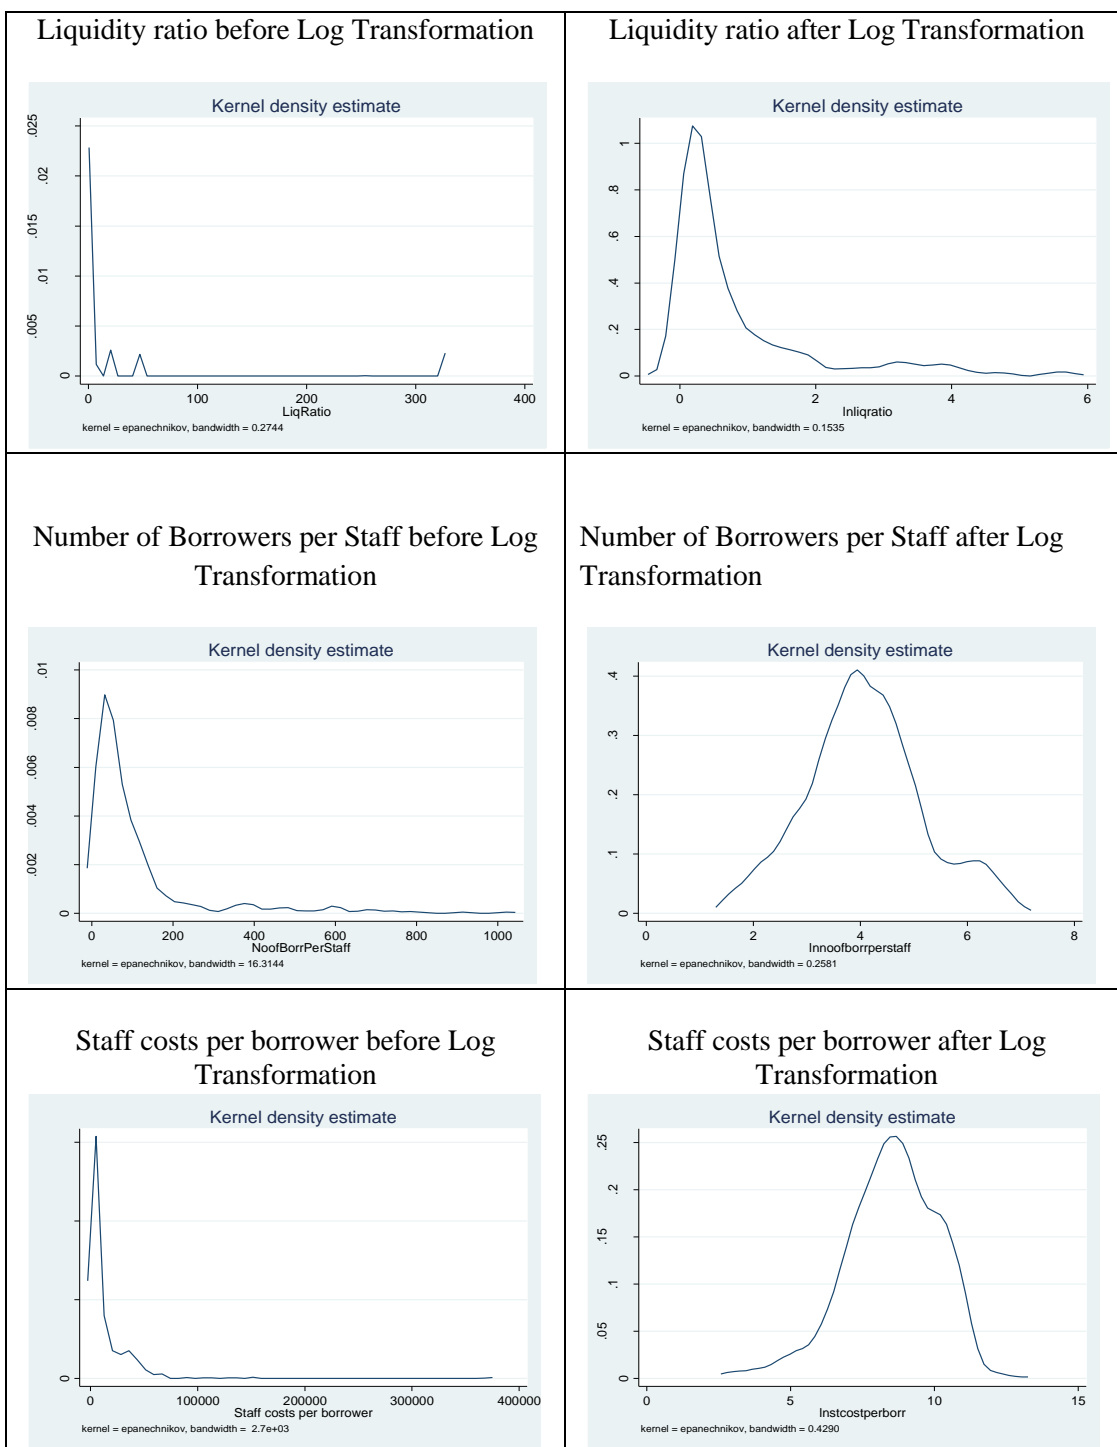 Liquidity ratio before Log Transformation
Kernel density estimate
.025
.02
.015
.01
.005
0
0 100 200 300 400
LiqRatio
kernel = epanechnikov, bandwidth = 0.2744
Liquidity ratio after Log Transformation
Kernel density estimate
1
.8
.6
.4
.2
0
0 2 4 6
lnliqratio
kernel = epanechnikov, bandwidth = 0.1535
Number of Borrowers per Staff before Log
Transformation
Kernel density estimate
.01
.008
.006
.004
.002
0
0 200 400 600 800 1000
NoofBorrPerStaff
kernel = epanechnikov, bandwidth = 16.3144
Number of Borrowers per Staff after Log
Transformation
Kernel density estimate
.4
.3
.2
.1
0
0 2 4 6 8
lnnoofborrperstaff
kernel = epanechnikov, bandwidth = 0.2581
Staff costs per borrower before Log
Transformation
Kernel density estimate
0
0 100000 200000 300000 400000
Staff costs per borrower
kernel = epanechnikov, bandwidth = 2.7e+03
Staff costs per borrower after Log
Transformation
Kernel density estimate
.25
.2
.15
.1
.05
0
0 5 10 15
lnstcostperborr
kernel = epanechnikov, bandwidth = 0.4290